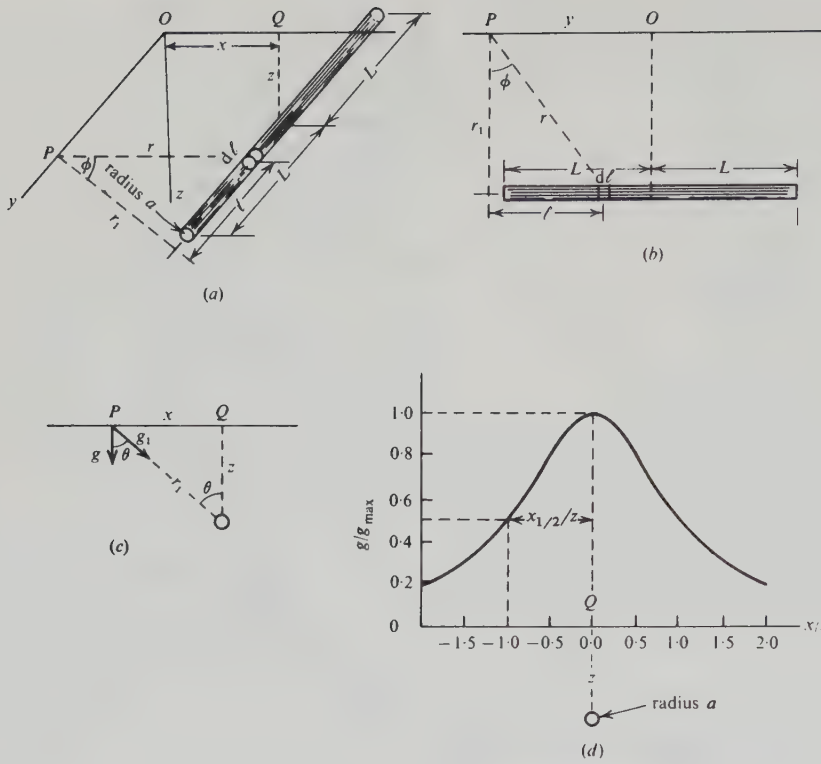 O Q
x
z
L
P
r
dℓ
ϕ
radius a
z
L
ℓ
y
r₁
(a)
P y O
ϕ
r₁
r
L dℓ L
ℓ
(b)
P x Q
g θ g₁
r₁
θ
z
(c)
1·0
0·8
0·6
0·4
0·2
0
g/gmax
x1/2/z
Q
−1·5 −1·0 −0·5 0·0 0·5 1·0 1·5 2.0
x/
z
radius a
(d)